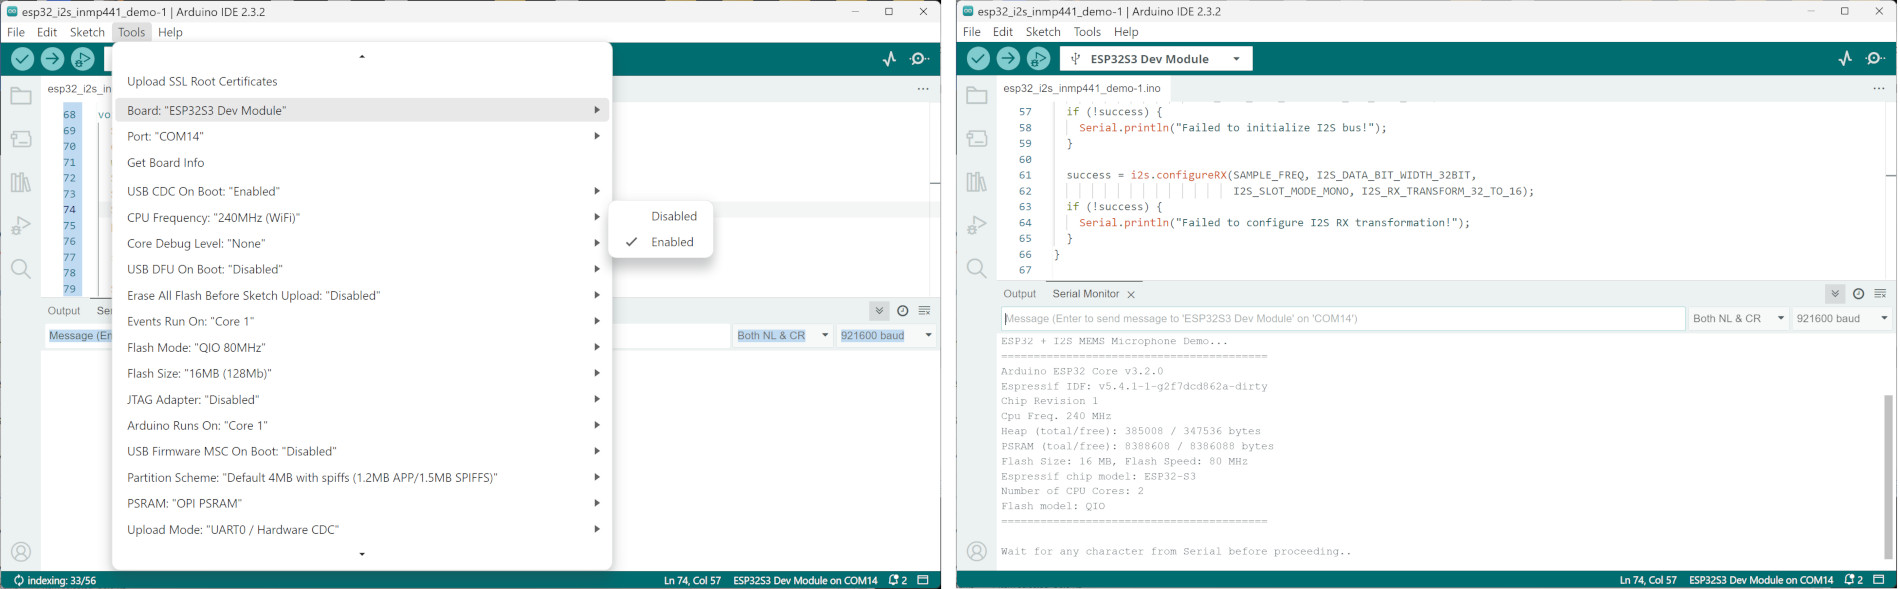 esp32_i2s_inmp441_demo-1 | Arduino IDE 2.3.2
File Edit Sketch Tools Help
esp32_i2s_in
68 vo
69
70
71
72
73
74
75
76
77
78
79
Upload SSL Root Certificates
Board: "ESP32S3 Dev Module"
Port: "COM14"
Get Board Info
USB CDC On Boot: "Enabled"
CPU Frequency: "240MHz (WiFi)"
Core Debug Level: "None"
USB DFU On Boot: "Disabled"
Erase All Flash Before Sketch Upload: "Disabled"
Events Run On: "Core 1"
Flash Mode: "QIO 80MHz"
Flash Size: "16MB (128Mb)"
JTAG Adapter: "Disabled"
Arduino Runs On: "Core 1"
USB Firmware MSC On Boot: "Disabled"
Partition Scheme: "Default 4MB with spiffs (1.2MB APP/1.5MB SPIFFS)"
PSRAM: "OPI PSRAM"
Upload Mode: "UART0 / Hardware CDC"
Disabled
Enabled
Output Se
Message (En Both NL & CR 921600 baud
indexing: 33/56 Ln 74, Col 57 ESP32S3 Dev Module on COM14 2
esp32_i2s_inmp441_demo-1 | Arduino IDE 2.3.2
File Edit Sketch Tools Help
ESP32S3 Dev Module
esp32_i2s_inmp441_demo-1.ino
57 if (!success) {
58 Serial.println("Failed to initialize I2S bus!");
59 }
60
61 success = i2s.configureRX(SAMPLE_FREQ, I2S_DATA_BIT_WIDTH_32BIT,
62 I2S_SLOT_MODE_MONO, I2S_RX_TRANSFORM_32_TO_16);
63 if (!success) {
64 Serial.println("Failed to configure I2S RX transformation!");
65 }
66 }
67
Output Serial Monitor
Message (Enter to send message to 'ESP32S3 Dev Module' on 'COM14') Both NL & CR 921600 baud
ESP32 + I2S MEMS Microphone Demo...
=========================================
Arduino ESP32 Core v3.2.0
Espressif IDF: v5.4.1-1-g2f7dcd862a-dirty
Chip Revision 1
Cpu Freq. 240 MHz
Heap (total/free): 385008 / 347536 bytes
PSRAM (toal/free): 8388608 / 8386088 bytes
Flash Size: 16 MB, Flash Speed: 80 MHz
Espressif chip model: ESP32-S3
Number of CPU Cores: 2
Flash model: QIO
=========================================
Wait for any character from Serial before proceeding..
Ln 74, Col 57 ESP32S3 Dev Module on COM14 2